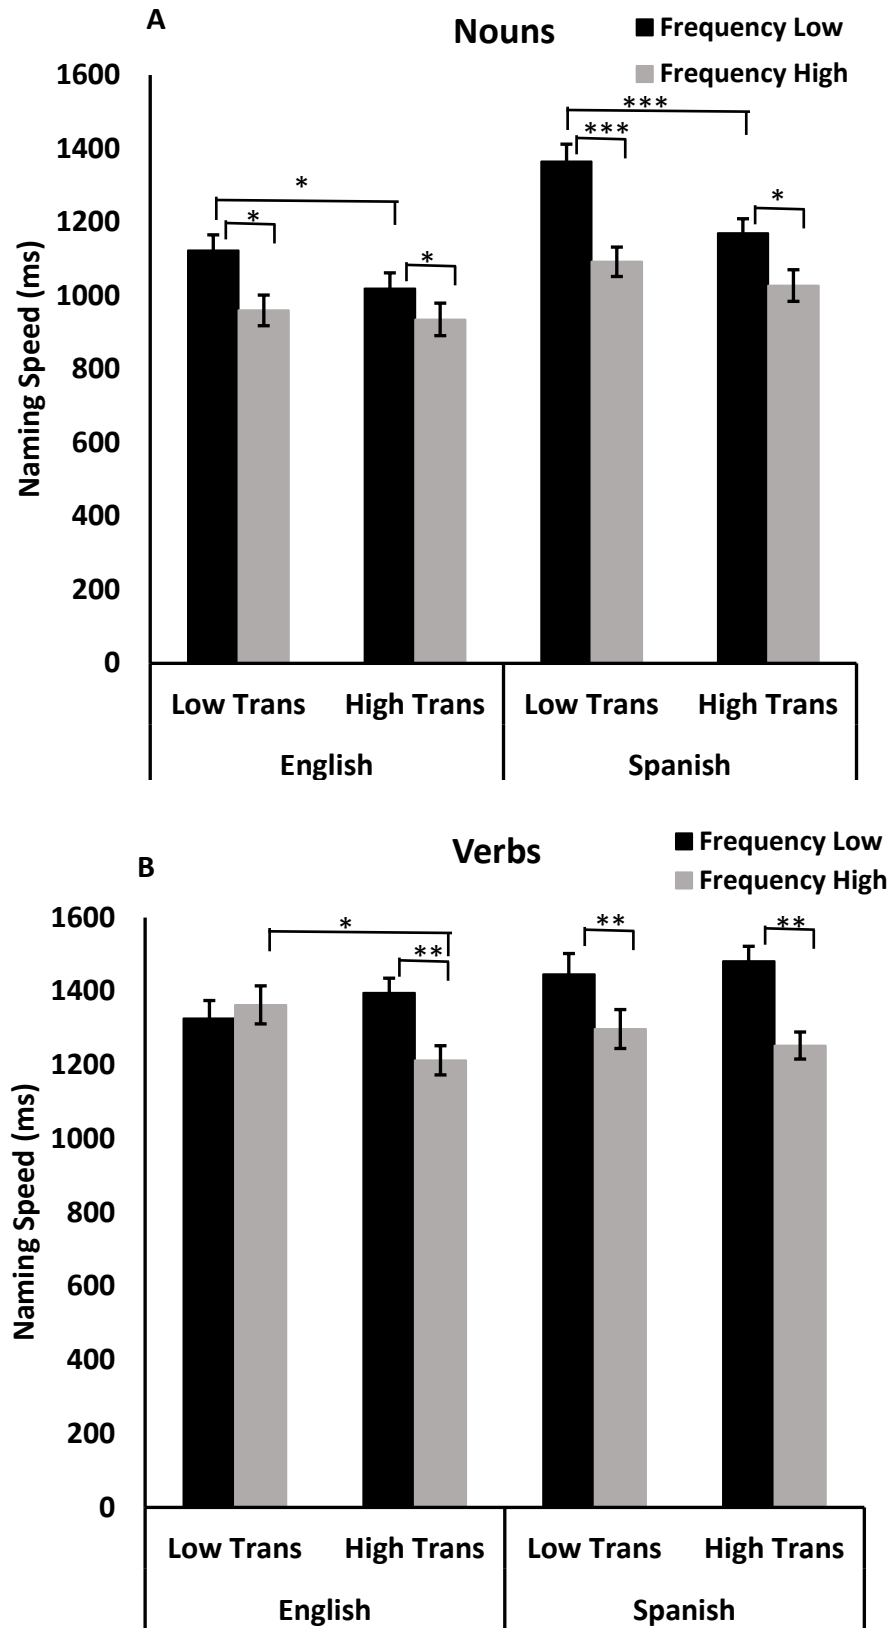 A
Nouns
Frequency Low
Frequency High
Naming Speed (ms)
1600
1400
1200
1000
800
600
400
200
0
*
*
*
***
***
*
Low Trans
High Trans
Low Trans
High Trans
English
Spanish
B
Verbs
Frequency Low
Frequency High
Naming Speed (ms)
1600
1400
1200
1000
800
600
400
200
0
*
**
**
**
Low Trans
High Trans
Low Trans
High Trans
English
Spanish